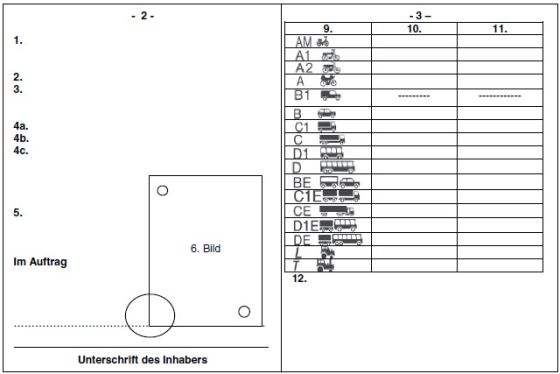 - 2 -
1.
2.
3.
4a.
4b.
4c.
5.
6. Bild
Im Auftrag
Unterschrift des Inhabers
- 3 –
9. 10. 11.
AM
A1
A2
A
B1 --------- ------------
B
C1
C
D1
D
BE
C1E
CE
D1E
DE
L
T
12.